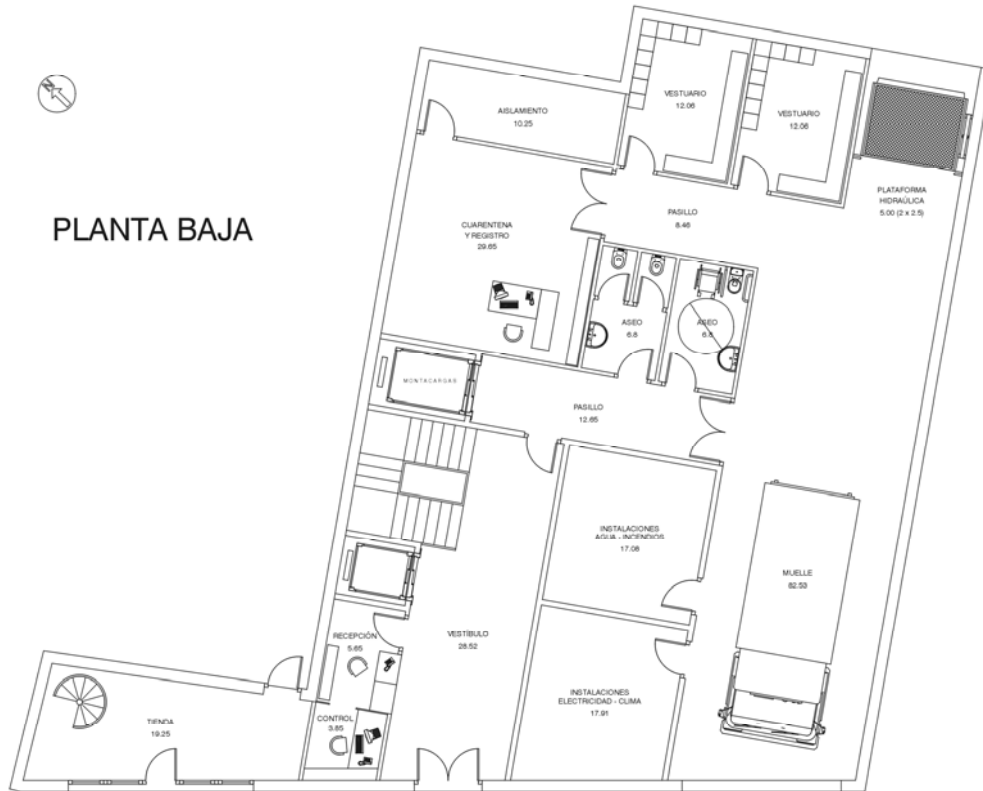 N
PLANTA BAJA
AISLAMIENTO
10.25
VESTUARIO
12.06
VESTUARIO
12.06
PLATAFORMA
HIDRAÚLICA
5.00 (2 x 2.5)
CUARENTENA
Y REGISTRO
29.65
PASILLO
8.46
ASEO
6.8
ASEO
6.8
MONTACARGAS
PASILLO
12.65
INSTALACIONES
AGUA - INCENDIOS
17.08
MUELLE
82.53
VESTÍBULO
28.52
RECEPCIÓN
5.65
INSTALACIONES
ELECTRICIDAD - CLIMA
17.91
CONTROL
3.85
TIENDA
19.25